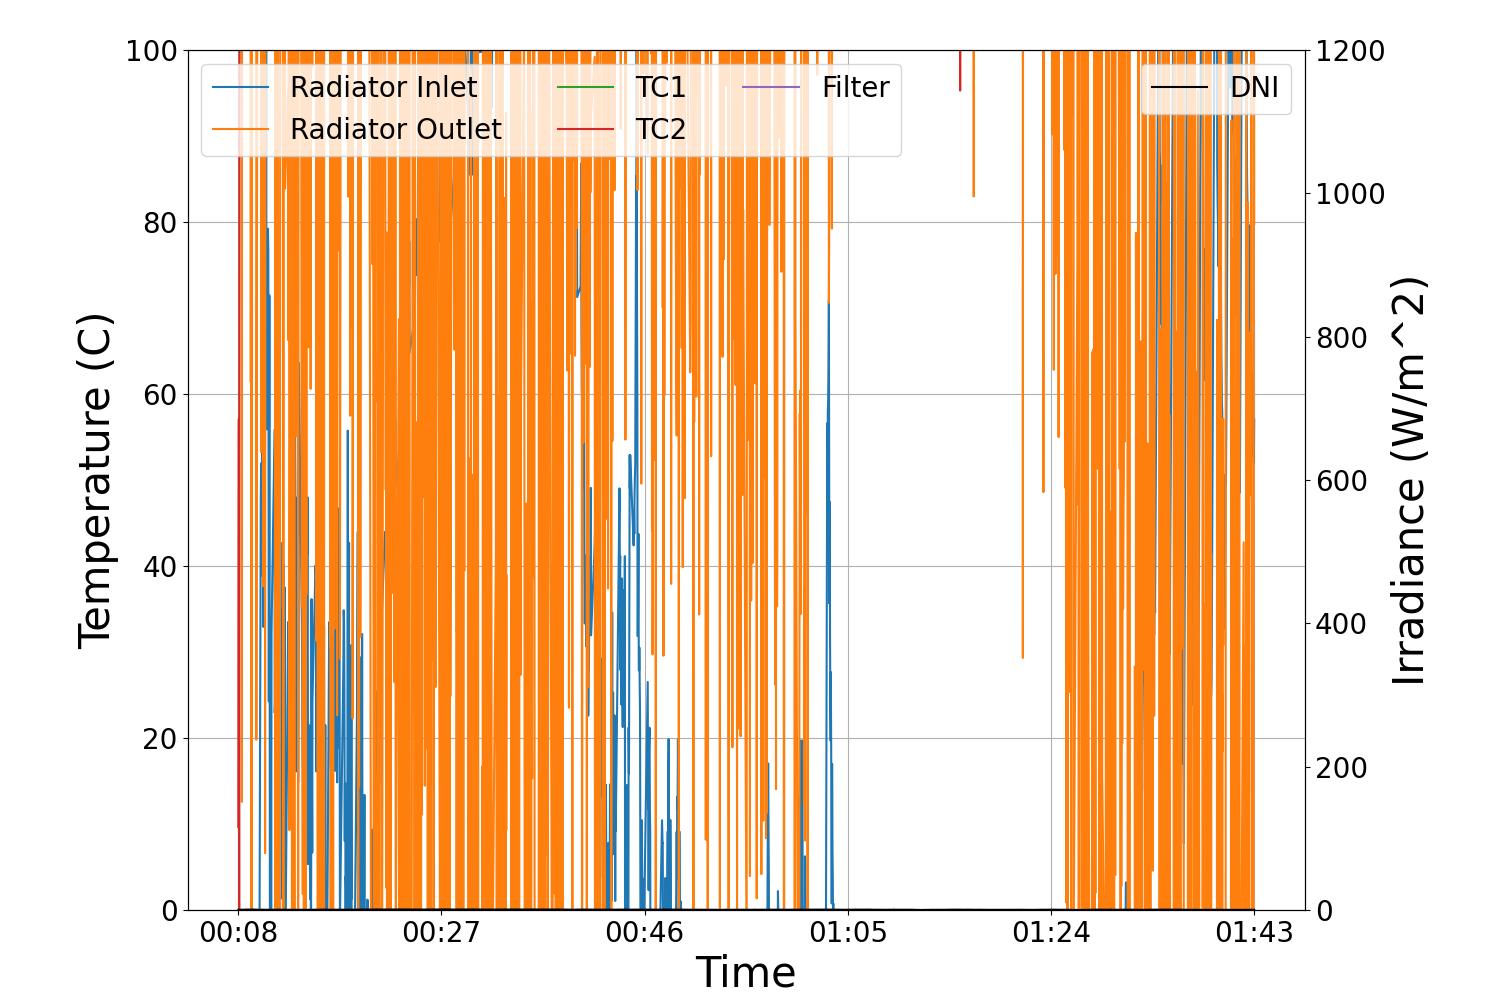 100
80
60
40
20
0
Temperature (C)
Radiator Inlet
Radiator Outlet
TC1
TC2
Filter
DNI
1200
1000
800
600
400
200
0
Irradiance (W/m^2)
00:08
00:27
00:46
01:05
01:24
01:43
Time